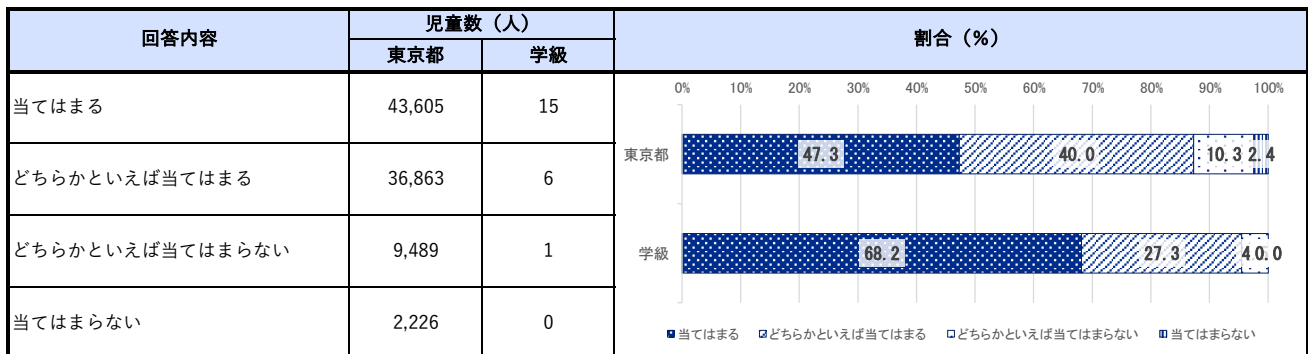 回答内容
児童数（人）
東京都
学級
割合（%）
当てはまる
43,605
15
どちらかといえば当てはまる
36,863
6
どちらかといえば当てはまらない
9,489
1
当てはまらない
2,226
0
0% 10% 20% 30% 40% 50% 60% 70% 80% 90% 100%
東京都 47.3 40.0 10.3 2.4
学級 68.2 27.3 4 0.0
当てはまる どちらかといえば当てはまる どちらかといえば当てはまらない 当てはまらない